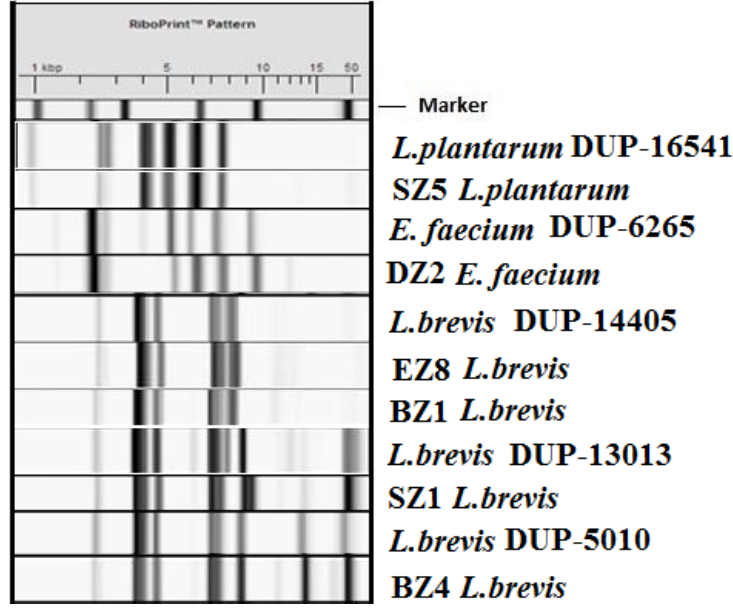 RiboPrint™ Pattern
1 kbp 5 10 15 50
Marker
L.plantarum DUP-16541
SZ5 L.plantarum
E. faecium DUP-6265
DZ2 E. faecium
L.brevis DUP-14405
EZ8 L.brevis
BZ1 L.brevis
L.brevis DUP-13013
SZ1 L.brevis
L.brevis DUP-5010
BZ4 L.brevis